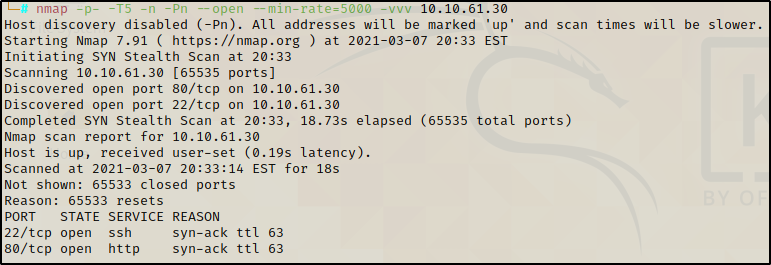 └─# nmap -p- -T5 -n -Pn --open --min-rate=5000 -vvv 10.10.61.30
Host discovery disabled (-Pn). All addresses will be marked 'up' and scan times will be slower.
Starting Nmap 7.91 ( https://nmap.org ) at 2021-03-07 20:33 EST
Initiating SYN Stealth Scan at 20:33
Scanning 10.10.61.30 [65535 ports]
Discovered open port 80/tcp on 10.10.61.30
Discovered open port 22/tcp on 10.10.61.30
Completed SYN Stealth Scan at 20:33, 18.73s elapsed (65535 total ports)
Nmap scan report for 10.10.61.30
Host is up, received user-set (0.19s latency).
Scanned at 2021-03-07 20:33:14 EST for 18s
Not shown: 65533 closed ports
Reason: 65533 resets
PORT   STATE SERVICE REASON
22/tcp open  ssh     syn-ack ttl 63
80/tcp open  http    syn-ack ttl 63
K
BY OF